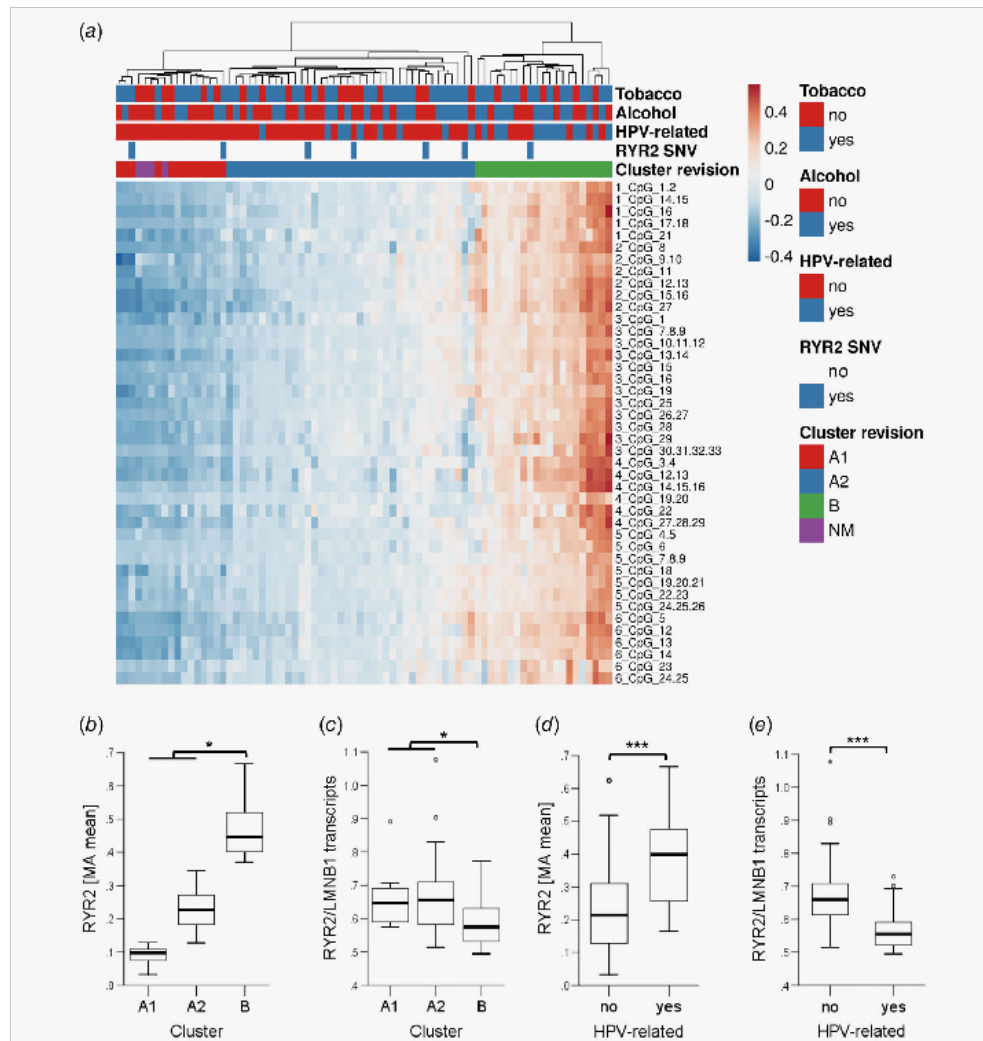 (a)
Tobacco
Alcohol
HPV-related
RYR2 SNV
Cluster revision
1_CpG_1.2
1_CpG_14.15
1_CpG_16
1_CpG_17.18
1_CpG_21
2_CpG_8
2_CpG_9.10
2_CpG_11
2_CpG_12.13
2_CpG_15.16
2_CpG_27
3_CpG_1
3_CpG_7.8.9
3_CpG_10.11.12
3_CpG_13.14
3_CpG_15
3_CpG_16
3_CpG_19
3_CpG_25
3_CpG_26.27
3_CpG_28
3_CpG_29
3_CpG_30.31.32.33
4_CpG_3.4
4_CpG_12.13
4_CpG_14.15.16
4_CpG_19.20
4_CpG_22
4_CpG_27.28.29
5_CpG_4.5
5_CpG_6
5_CpG_7.8.9
5_CpG_18
5_CpG_19.20.21
5_CpG_22.23
5_CpG_24.25.26
6_CpG_5
6_CpG_12
6_CpG_13
6_CpG_14
6_CpG_23
6_CpG_24.25
0.4
0.2
0
-0.2
-0.4
Tobacco
no
yes
Alcohol
no
yes
HPV-related
no
yes
RYR2 SNV
no
yes
Cluster revision
A1
A2
B
NM
(b)
*
RYR2 [MA mean]
.7
.6
.5
.4
.3
.2
.1
.0
A1 A2 B
Cluster
(c)
*
RYR2/LMNB1 transcripts
1.1
1.0
.9
.8
.7
.6
.5
.4
A1 A2 B
Cluster
(d)
***
RYR2 [MA mean]
.7
.6
.5
.4
.3
.2
.1
.0
no yes
HPV-related
(e)
***
RYR2/LMNB1 transcripts
1.1
1.0
.9
.8
.7
.6
.5
.4
no yes
HPV-related